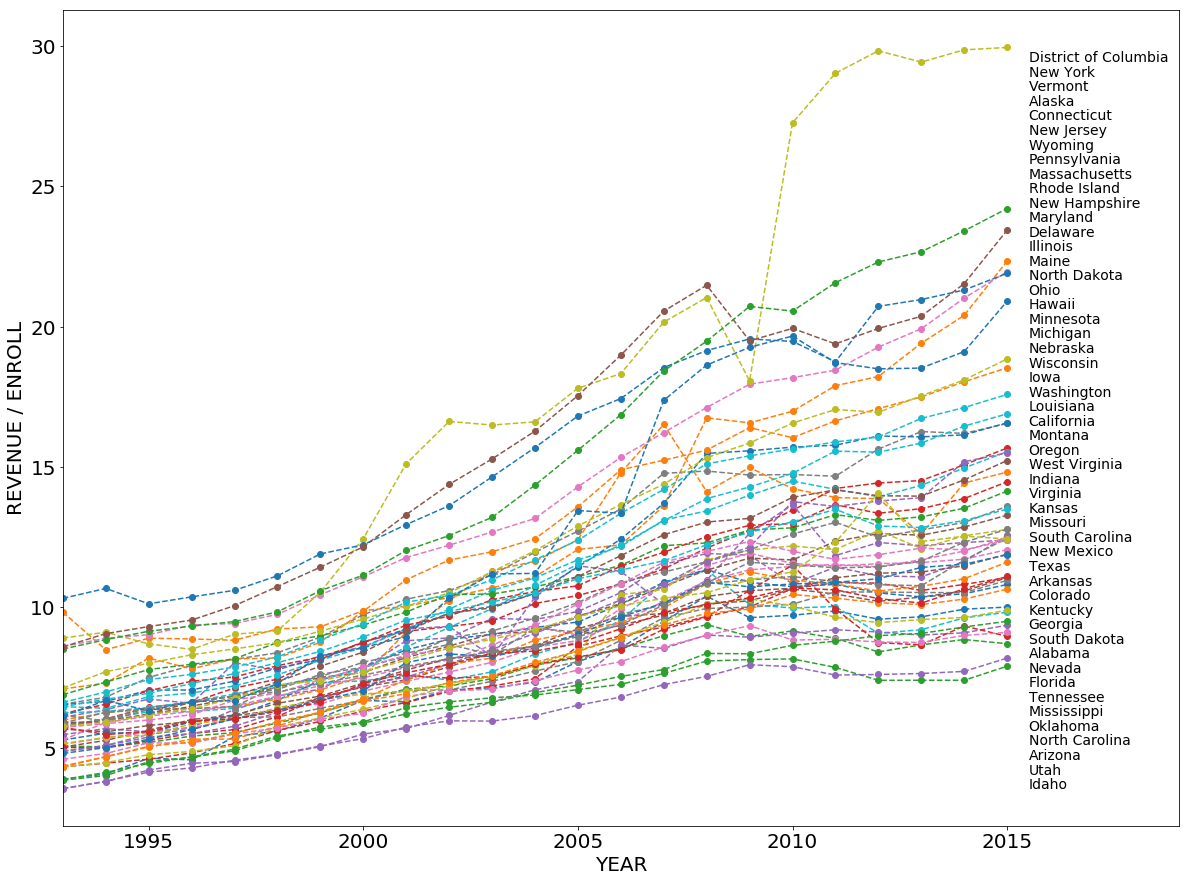 30
25
20
15
10
5
REVENUE / ENROLL
1995
2000
2005
2010
2015
YEAR
District of Columbia
New York
Vermont
Alaska
Connecticut
New Jersey
Wyoming
Pennsylvania
Massachusetts
Rhode Island
New Hampshire
Maryland
Delaware
Illinois
Maine
North Dakota
Ohio
Hawaii
Minnesota
Michigan
Nebraska
Wisconsin
Iowa
Washington
Louisiana
California
Montana
Oregon
West Virginia
Indiana
Virginia
Kansas
Missouri
South Carolina
New Mexico
Texas
Arkansas
Colorado
Kentucky
Georgia
South Dakota
Alabama
Nevada
Florida
Tennessee
Mississippi
Oklahoma
North Carolina
Arizona
Utah
Idaho